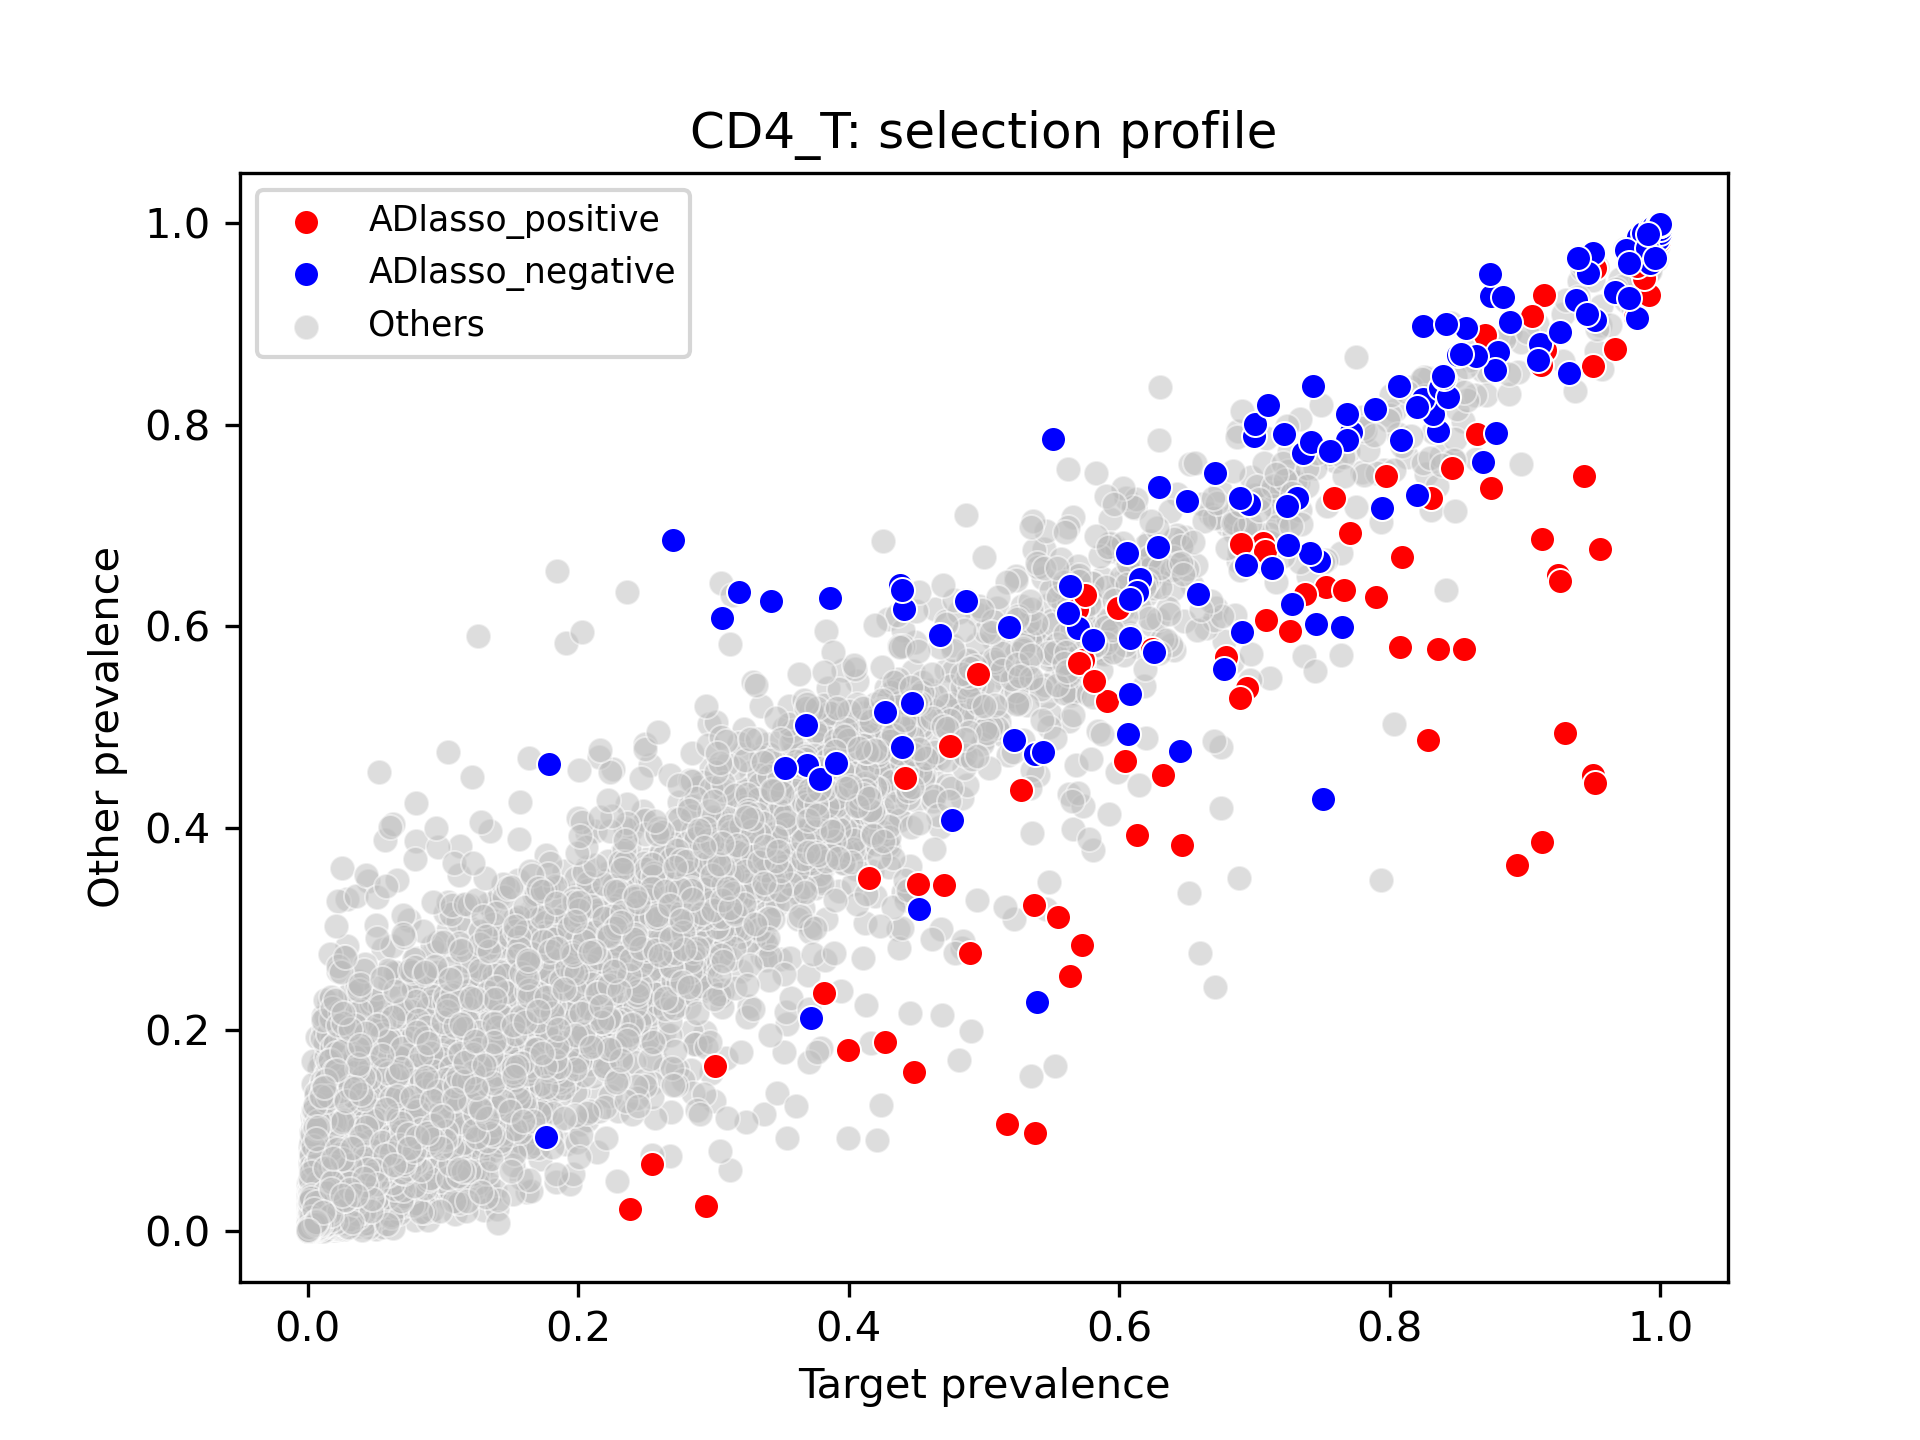 CD4_T: selection profile
ADlasso_positive
ADlasso_negative
Others
Other prevalence
1.0
0.8
0.6
0.4
0.2
0.0
0.0 0.2 0.4 0.6 0.8 1.0
Target prevalence